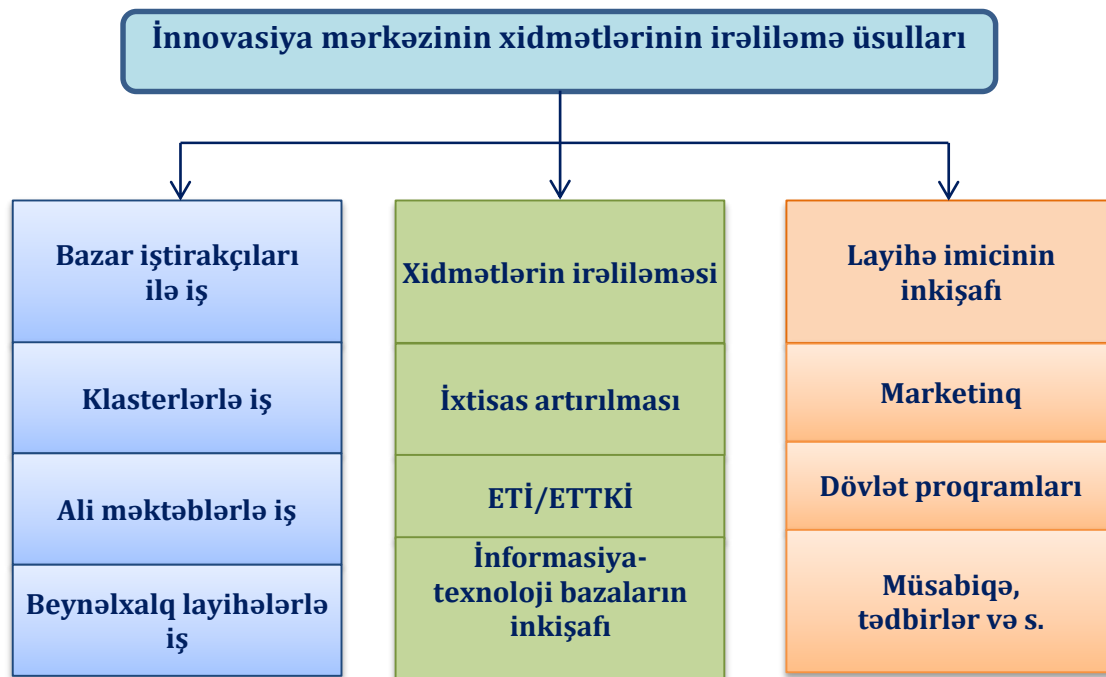 İnnovasiya mərkəzinin xidmətlərinin irəliləmə üsulları
Bazar iştirakçıları
ilə iş
Klasterlərlə iş
Ali məktəblərlə iş
Beynəlxalq layihələrlə
iş
Xidmətlərin irəliləməsi
İxtisas artırılması
ETİ/ETTKİ
İnformasiya-
texnoloji bazaların
inkişafı
Layihə imicinin
inkişafı
Marketinq
Dövlət proqramları
Müsabiqə,
tədbirlər və s.